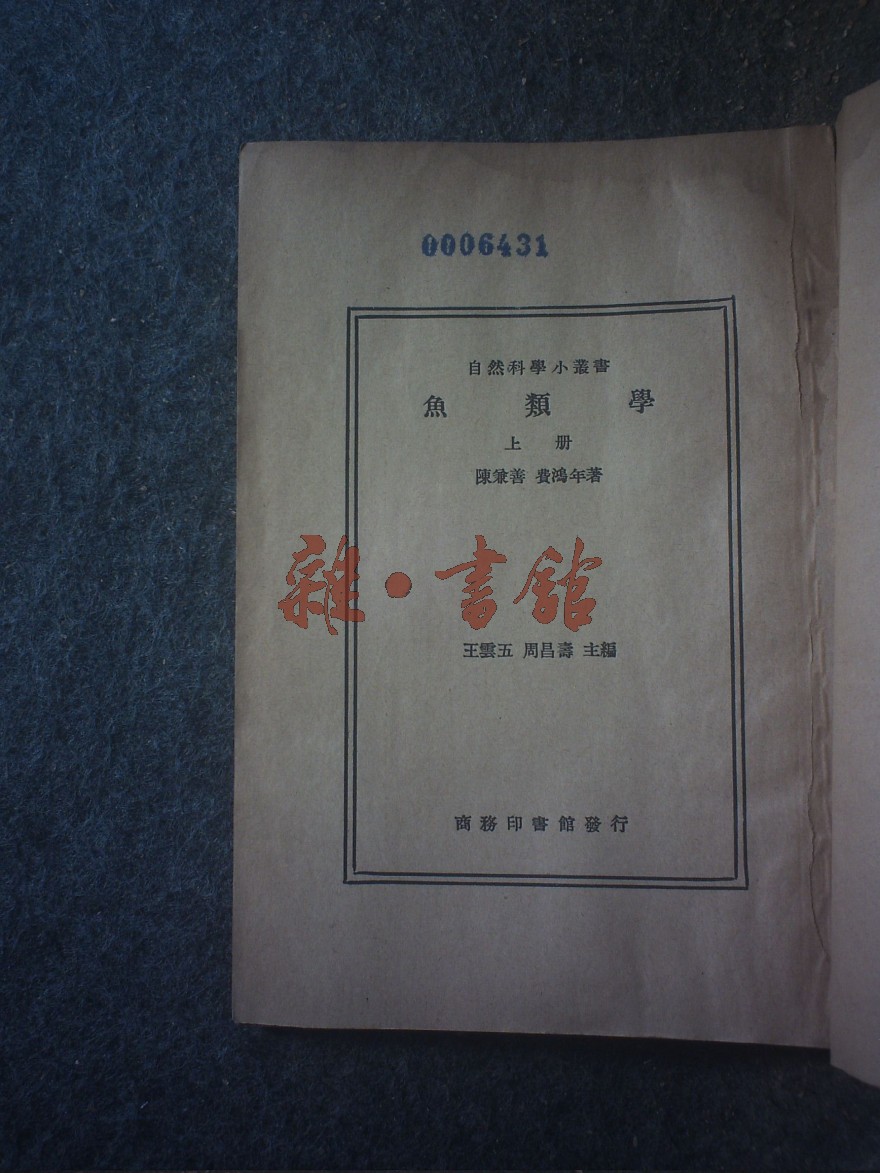 0006431
自然科學小叢書
魚類學
上册
陳兼善 費鴻年著
雜·書館
王雲五 周昌壽 主編
商務印書館發行